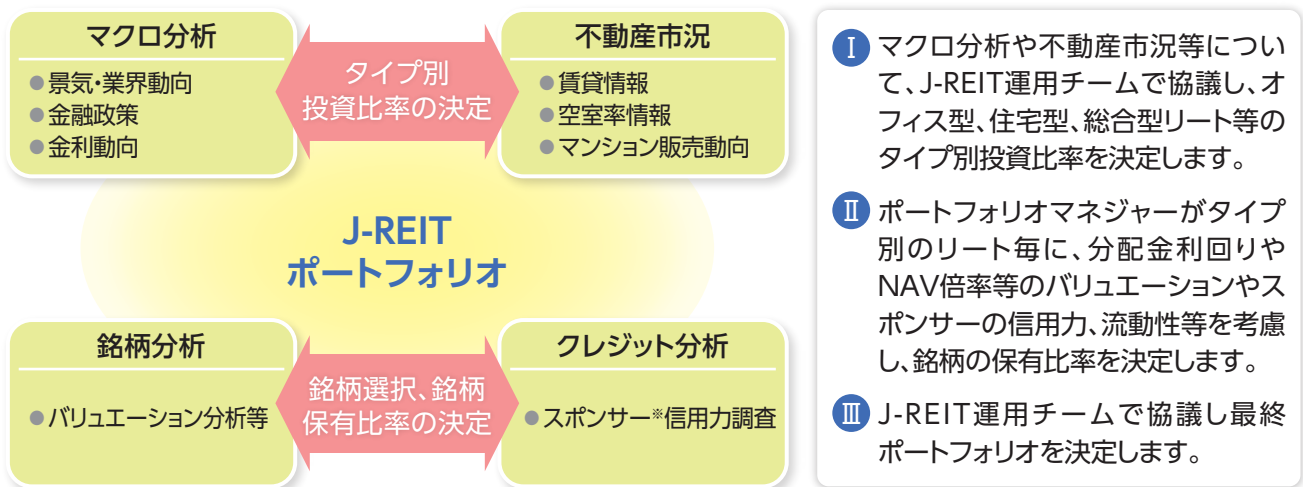 マクロ分析
●景気・業界動向
●金融政策
●金利動向
タイプ別
投資比率の決定
不動産市況
●賃貸情報
●空室率情報
●マンション販売動向
J-REIT
ポートフォリオ
銘柄分析
●バリュエーション分析等
銘柄選択、銘柄
保有比率の決定
クレジット分析
●スポンサー※信用力調査
Ⅰ マクロ分析や不動産市況等につい
て、J-REIT運用チームで協議し、オ
フィス型、住宅型、総合型リート等の
タイプ別投資比率を決定します。
Ⅱ ポートフォリオマネジャーがタイプ
別のリート毎に、分配金利回りや
NAV倍率等のバリュエーションやス
ポンサーの信用力、流動性等を考慮
し、銘柄の保有比率を決定します。
Ⅲ J-REIT運用チームで協議し最終
ポートフォリオを決定します。